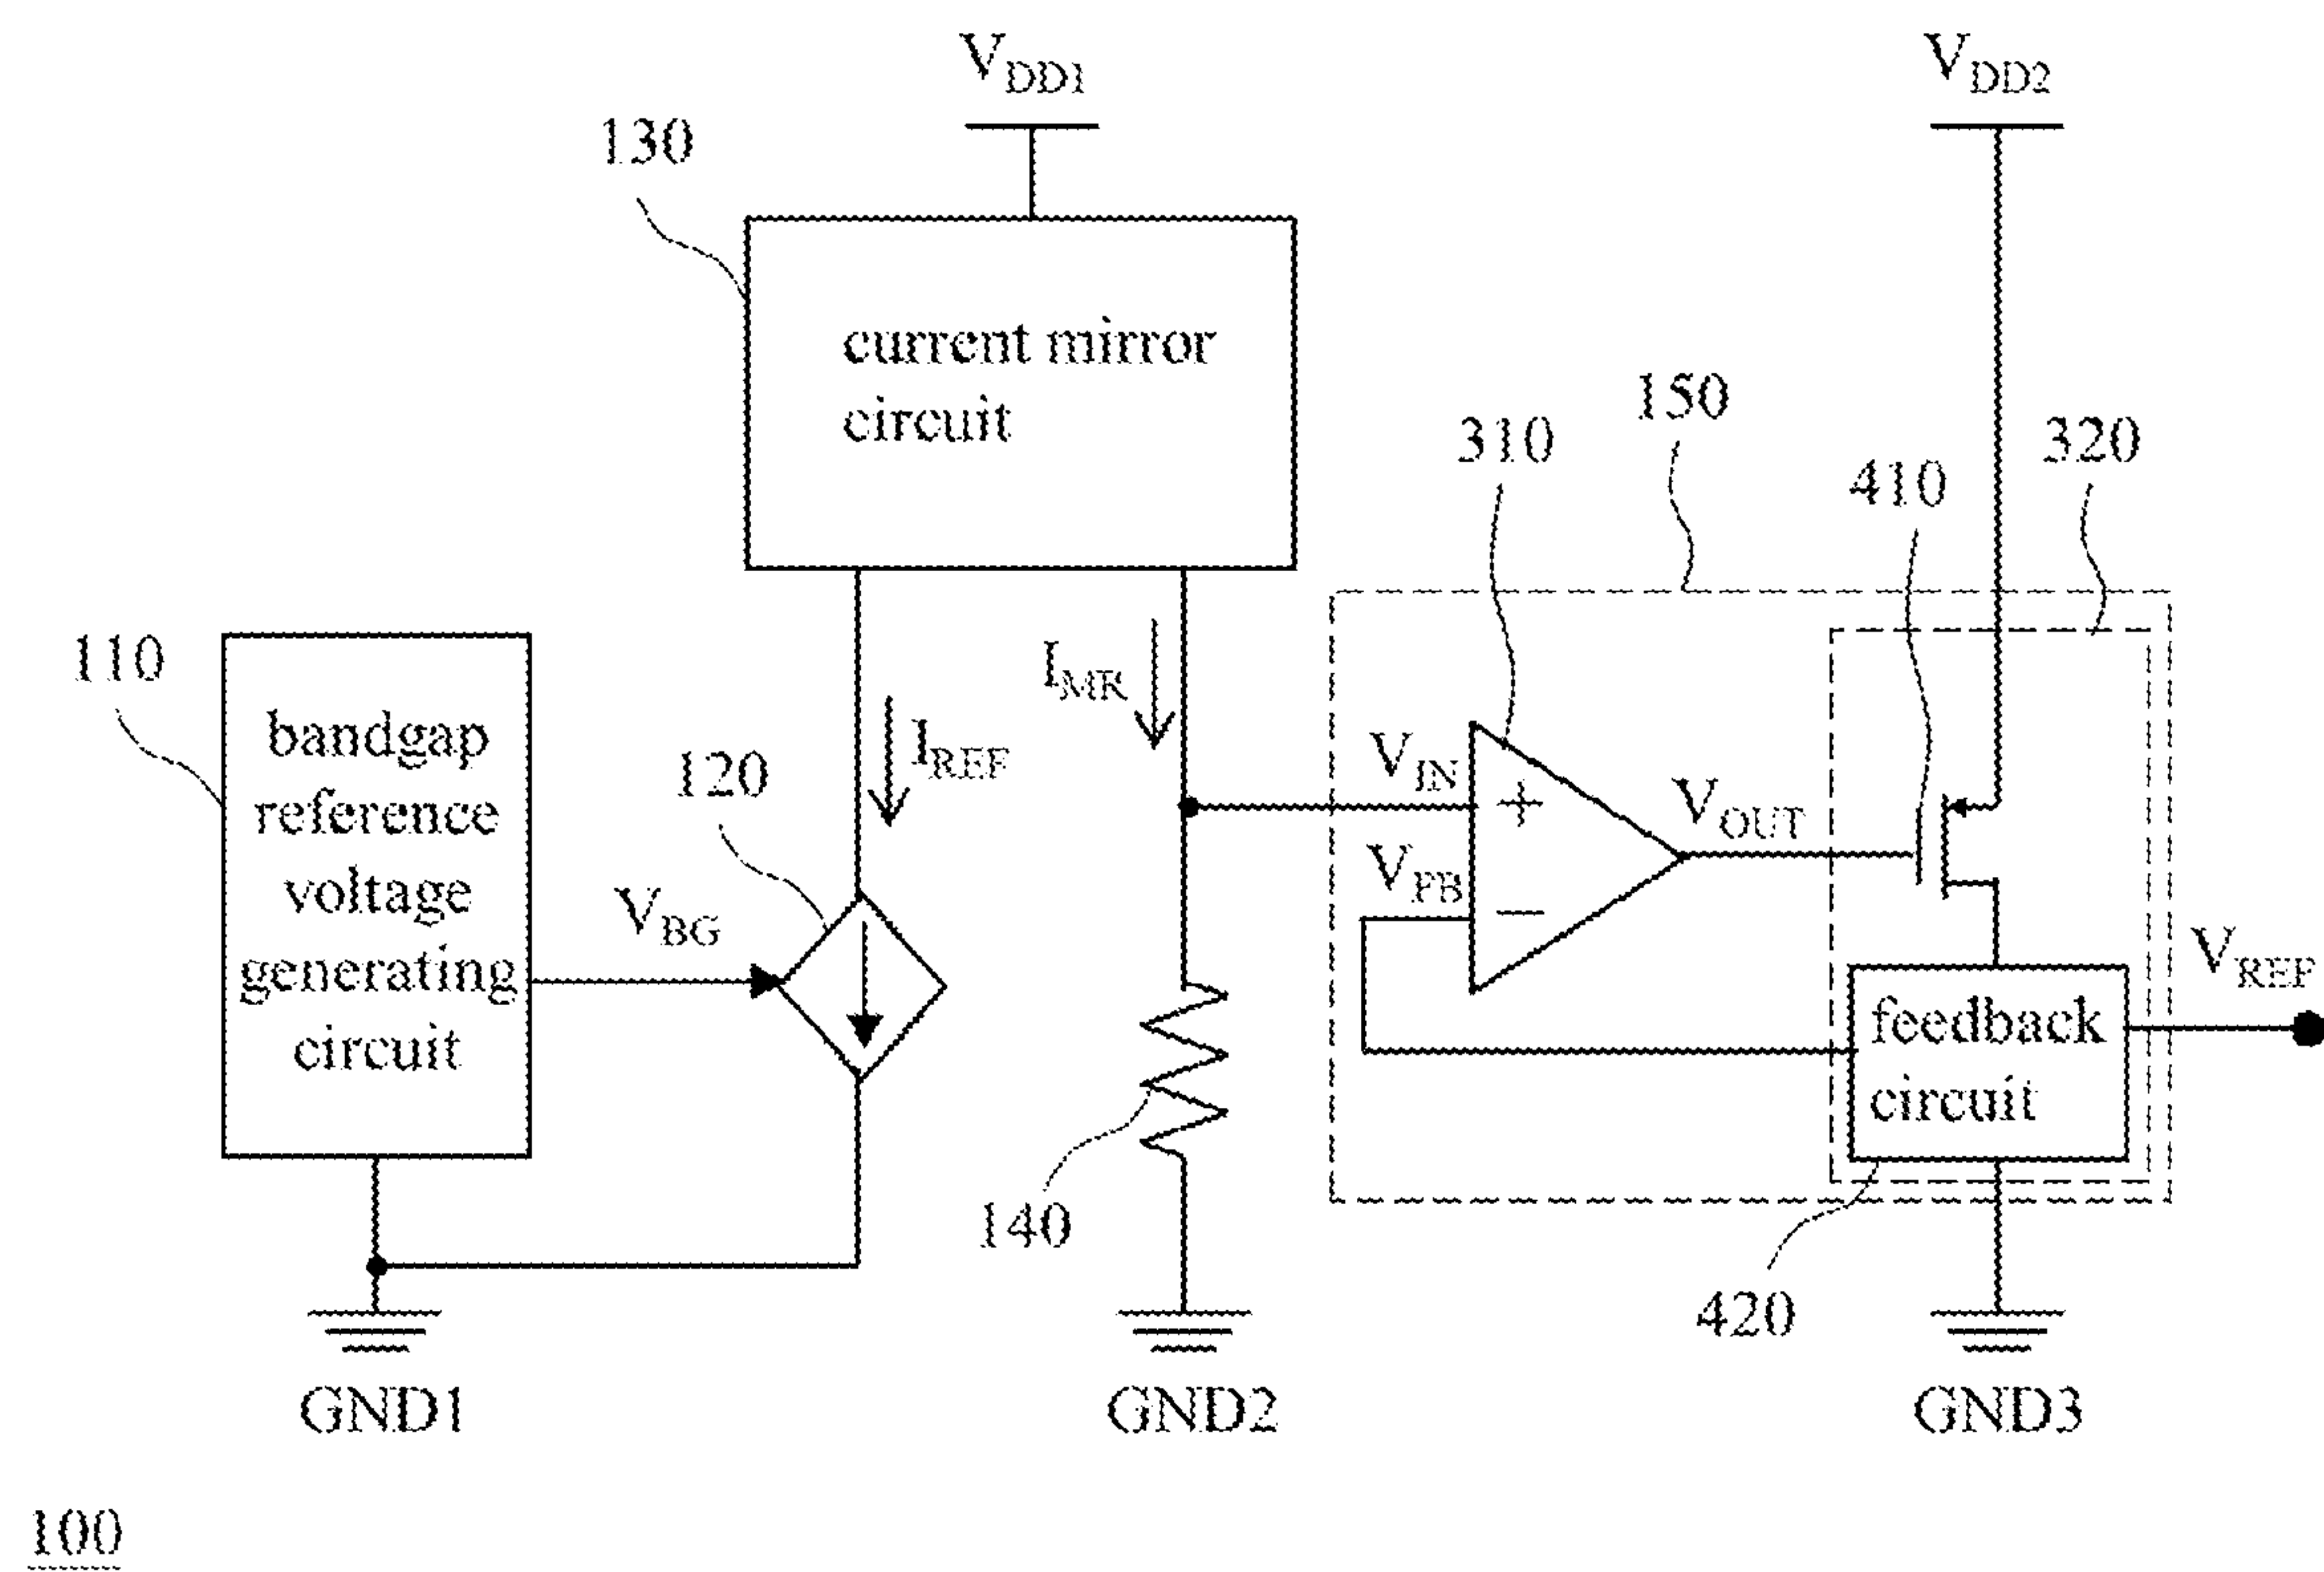 VDD1
VDD2
130
current mirror
circuit
150
310
320
410
110
bandgap
reference
voltage
generating
circuit
IMR
IREF
120
VBG
VIN
VFB
+
−
VOUT
VREF
feedback
circuit
140
420
GND1
GND2
GND3
100